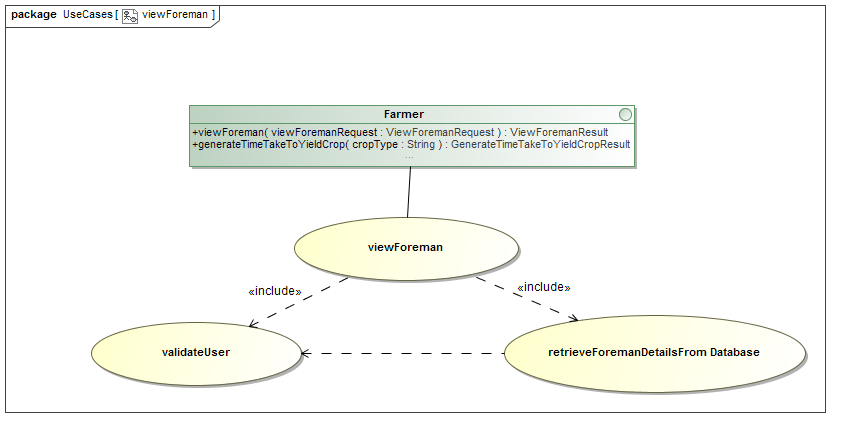 package UseCases [ viewForeman ]
Farmer
+viewForeman( viewForemanRequest : ViewForemanRequest ) : ViewForemanResult
+generateTimeTakeToYieldCrop( cropType : String ) : GenerateTimeTakeToYieldCropResult
...
viewForeman
«include»
«include»
validateUser
retrieveForemanDetailsFrom Database